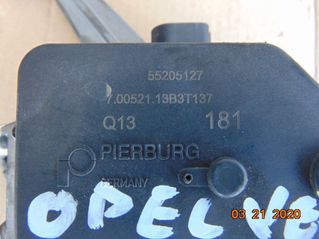 55205127
7.00521.13B3T137
Q13 181
PIERBURG
GERMANY
OPEL VE
03 21 2020